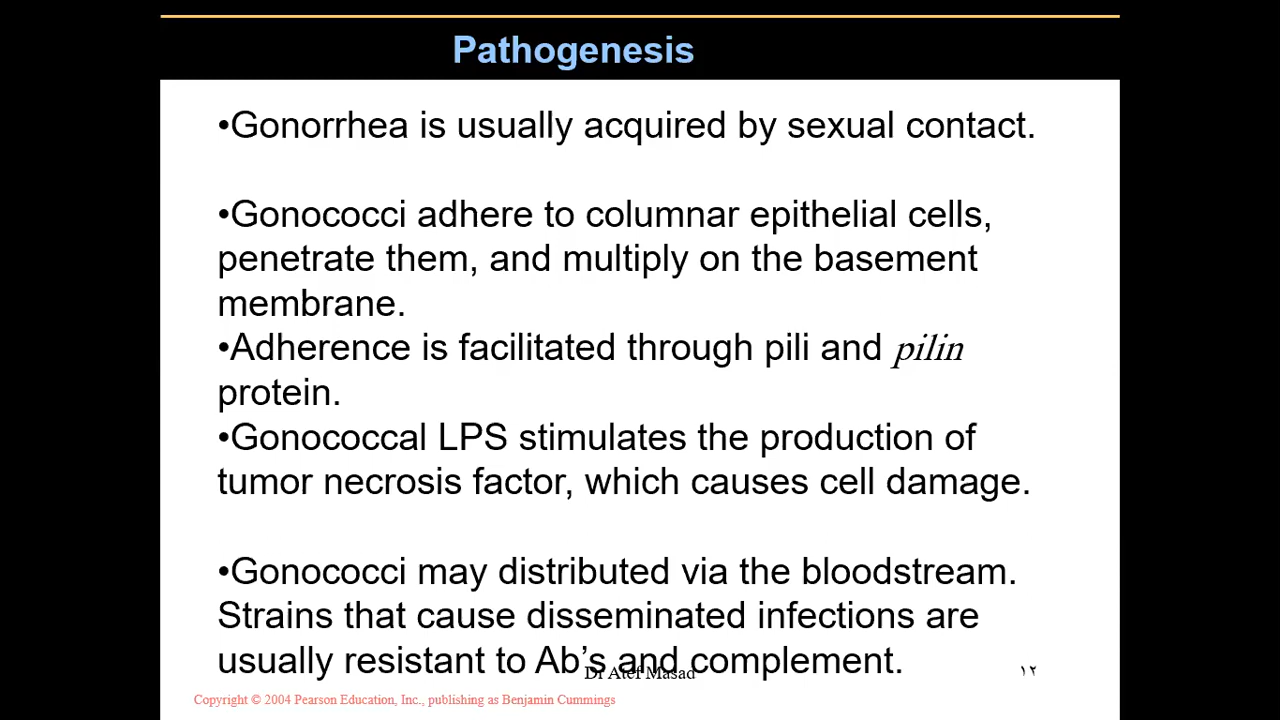 Pathogenesis
•Gonorrhea is usually acquired by sexual contact.
•Gonococci adhere to columnar epithelial cells,
penetrate them, and multiply on the basement
membrane.
•Adherence is facilitated through pili and pilin
protein.
•Gonococcal LPS stimulates the production of
tumor necrosis factor, which causes cell damage.
•Gonococci may distributed via the bloodstream.
Strains that cause disseminated infections are
usually resistant to Ab’s and complement.
Dr Atef Masad
١٢
Copyright © 2004 Pearson Education, Inc., publishing as Benjamin Cummings